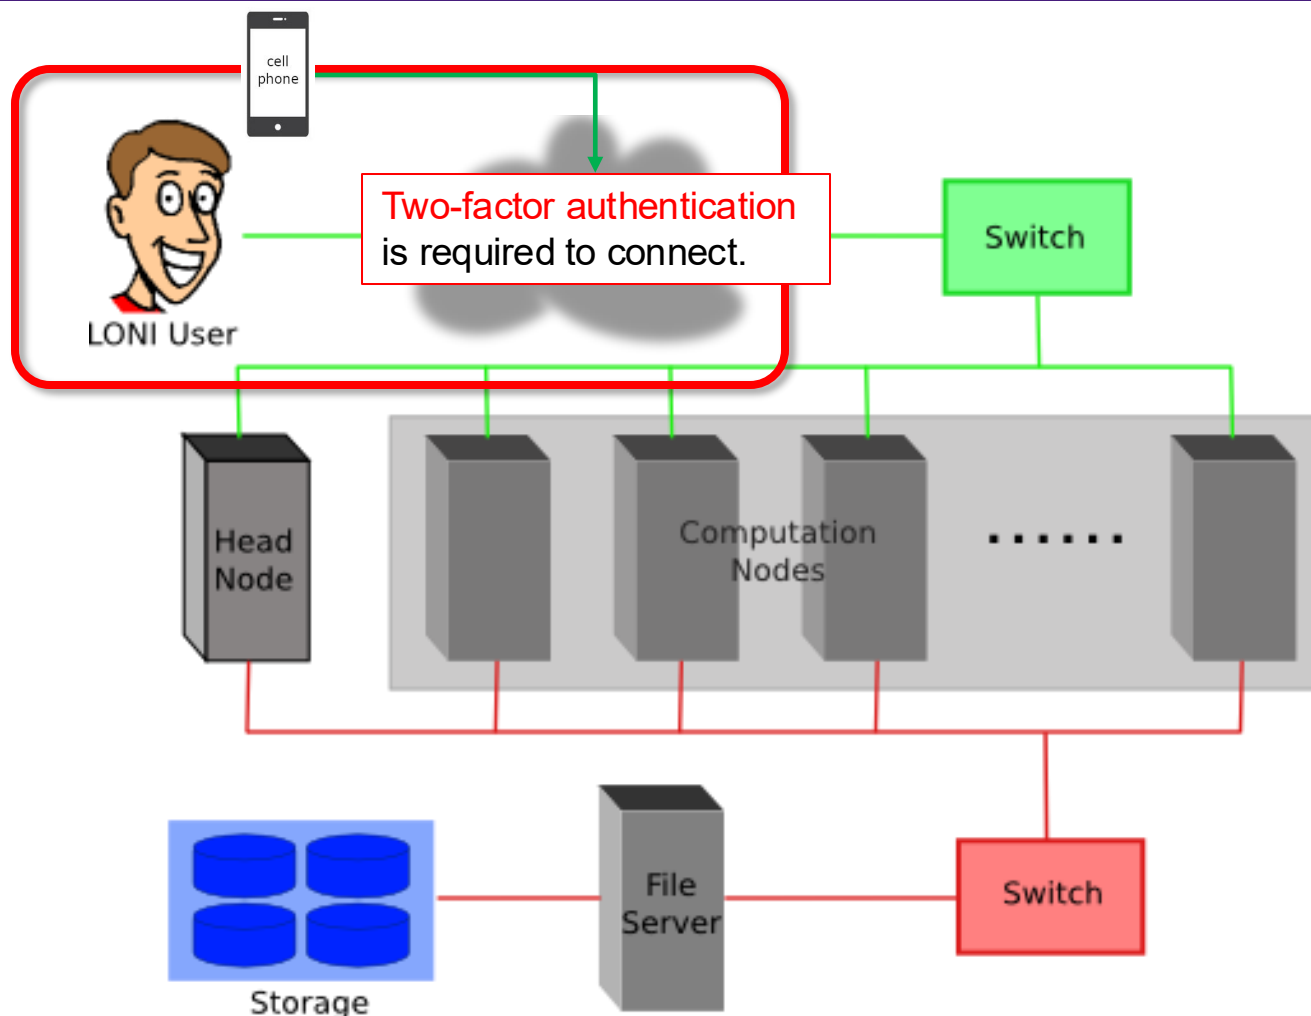 cell
phone
Two-factor authentication
is required to connect.
Switch
LONI User
Head
Node
Computation
Nodes
......
File
Server
Switch
Storage